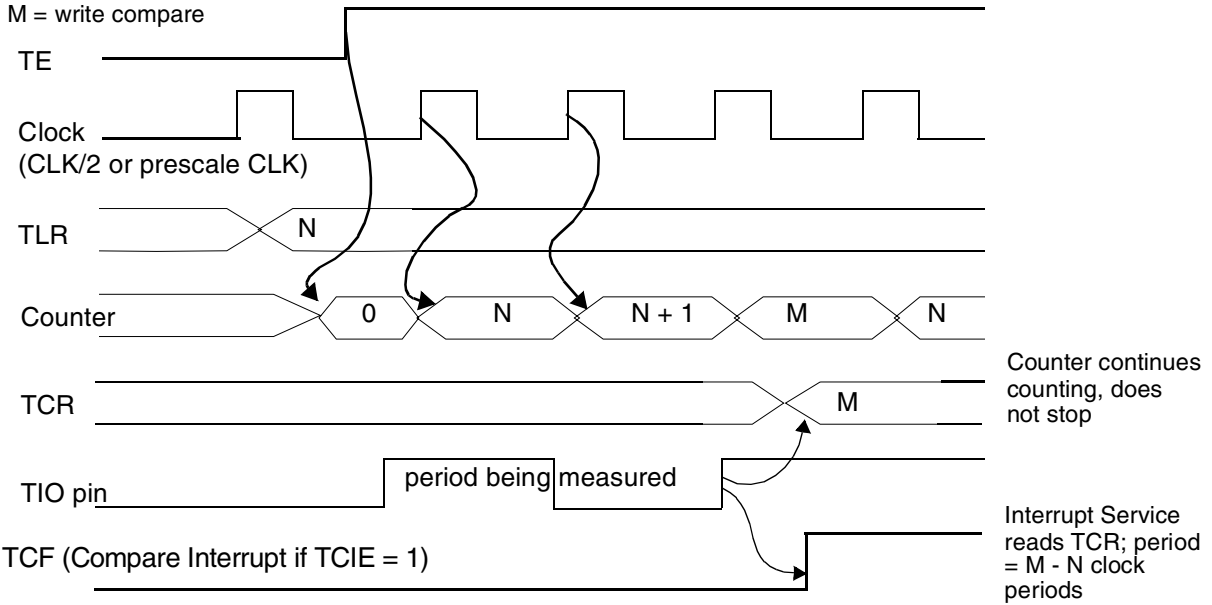 M = write compare
TE
Clock
(CLK/2 or prescale CLK)
TLR
N
Counter
0
N
N + 1
M
N
TCR
M
Counter continues
counting, does
not stop
TIO pin
period being measured
TCF (Compare Interrupt if TCIE = 1)
Interrupt Service
reads TCR; period
= M - N clock
periods